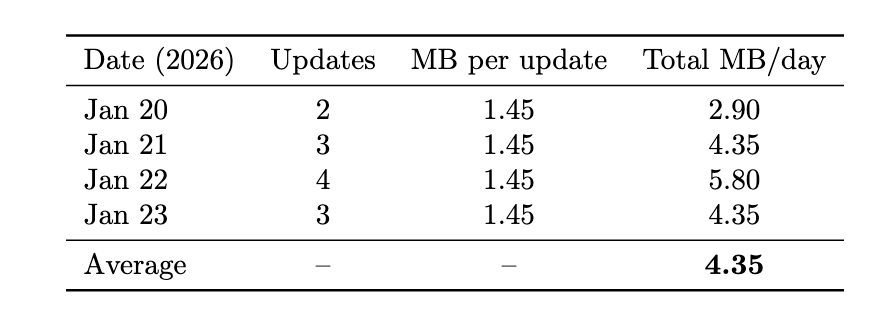 Date (2026) Updates MB per update Total MB/day
Jan 20 2 1.45 2.90
Jan 21 3 1.45 4.35
Jan 22 4 1.45 5.80
Jan 23 3 1.45 4.35
Average – – 4.35